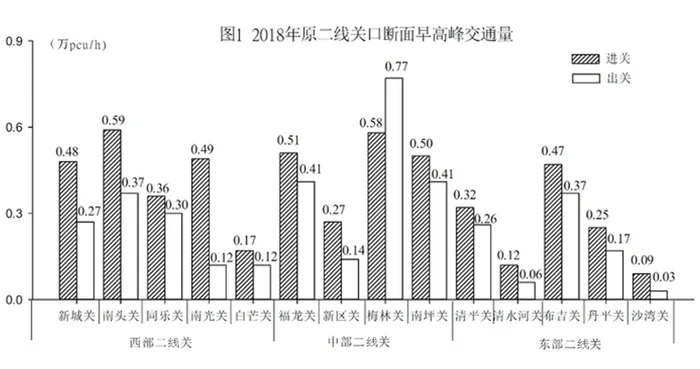 图1 2018年原二线关口断面早高峰交通量
(万pcu/h)
进关
出关
0.9
0.6
0.3
0.0
0.48 0.27 0.59 0.37 0.36 0.30 0.49 0.12 0.17 0.12 0.51 0.41 0.27 0.14 0.58 0.77 0.50 0.41 0.32 0.26 0.12 0.06 0.47 0.37 0.25 0.17 0.09 0.03
新城关 南头关 同乐关 南光关 白芒关 福龙关 新区关 梅林关 南坪关 清平关 清水河关 布吉关 丹平关 沙湾关
西部二线关 中部二线关 东部二线关